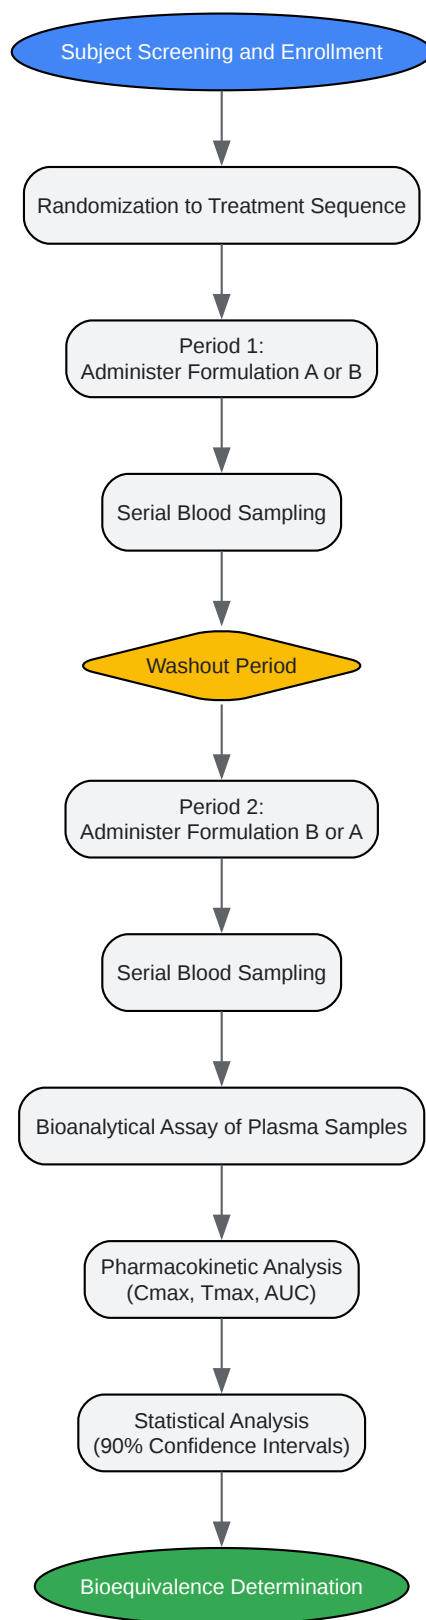 Subject Screening and Enrollment
Randomization to Treatment Sequence
Period 1:
Administer Formulation A or B
Serial Blood Sampling
Washout Period
Period 2:
Administer Formulation B or A
Serial Blood Sampling
Bioanalytical Assay of Plasma Samples
Pharmacokinetic Analysis
(Cmax, Tmax, AUC)
Statistical Analysis
(90% Confidence Intervals)
Bioequivalence Determination